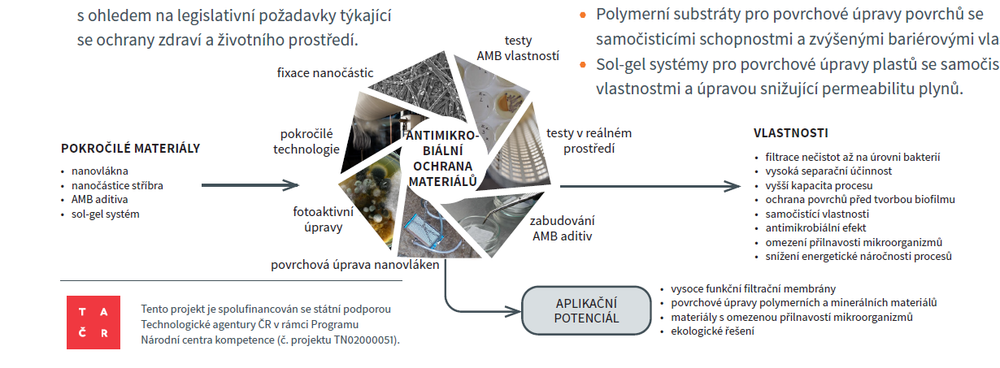 s ohledem na legislativní požadavky týkající
se ochrany zdraví a životního prostředí.
• Polymerní substráty pro povrchové úpravy povrchů se
samočisticími schopnostmi a zvýšenými bariérovými
• Sol-gel systémy pro povrchové úpravy plastů se
vlastnostmi a úpravou snižující permeabilitu plynů.
testy
AMB vlastností
fixace nanočástic
pokročilé
technologie
ANTIMIKRO-
BIÁLNÍ
OCHRANA
MATERIÁLŮ
testy v reálném
prostředí
fotoaktivní
úpravy
zabudování
AMB aditiv
povrchová úprava nanovláken
POKROČILÉ MATERIÁLY
• nanovlákna
• nanočástice stříbra
• AMB aditiva
• sol-gel systém
VLASTNOSTI
• filtrace nečistot až na úrovni bakterií
• vysoká separační účinnost
• vyšší kapacita procesu
• ochrana povrchů před tvorbou biofilmu
• samočistící vlastnosti
• antimikrobiální efekt
• omezení přilnavosti mikroorganizmů
• snížení energetické náročnosti procesů
APLIKAČNÍ
POTENCIÁL
• vysoce funkční filtrační membrány
• povrchové úpravy polymerních a minerálních materiálů
• materiály s omezenou přilnavostí mikroorganizmů
• ekologické řešení
T A
Č R
Tento projekt je spolufinancován se státní podporou
Technologické agentury ČR v rámci Programu
Národní centra kompetence (č. projektu TN02000051).